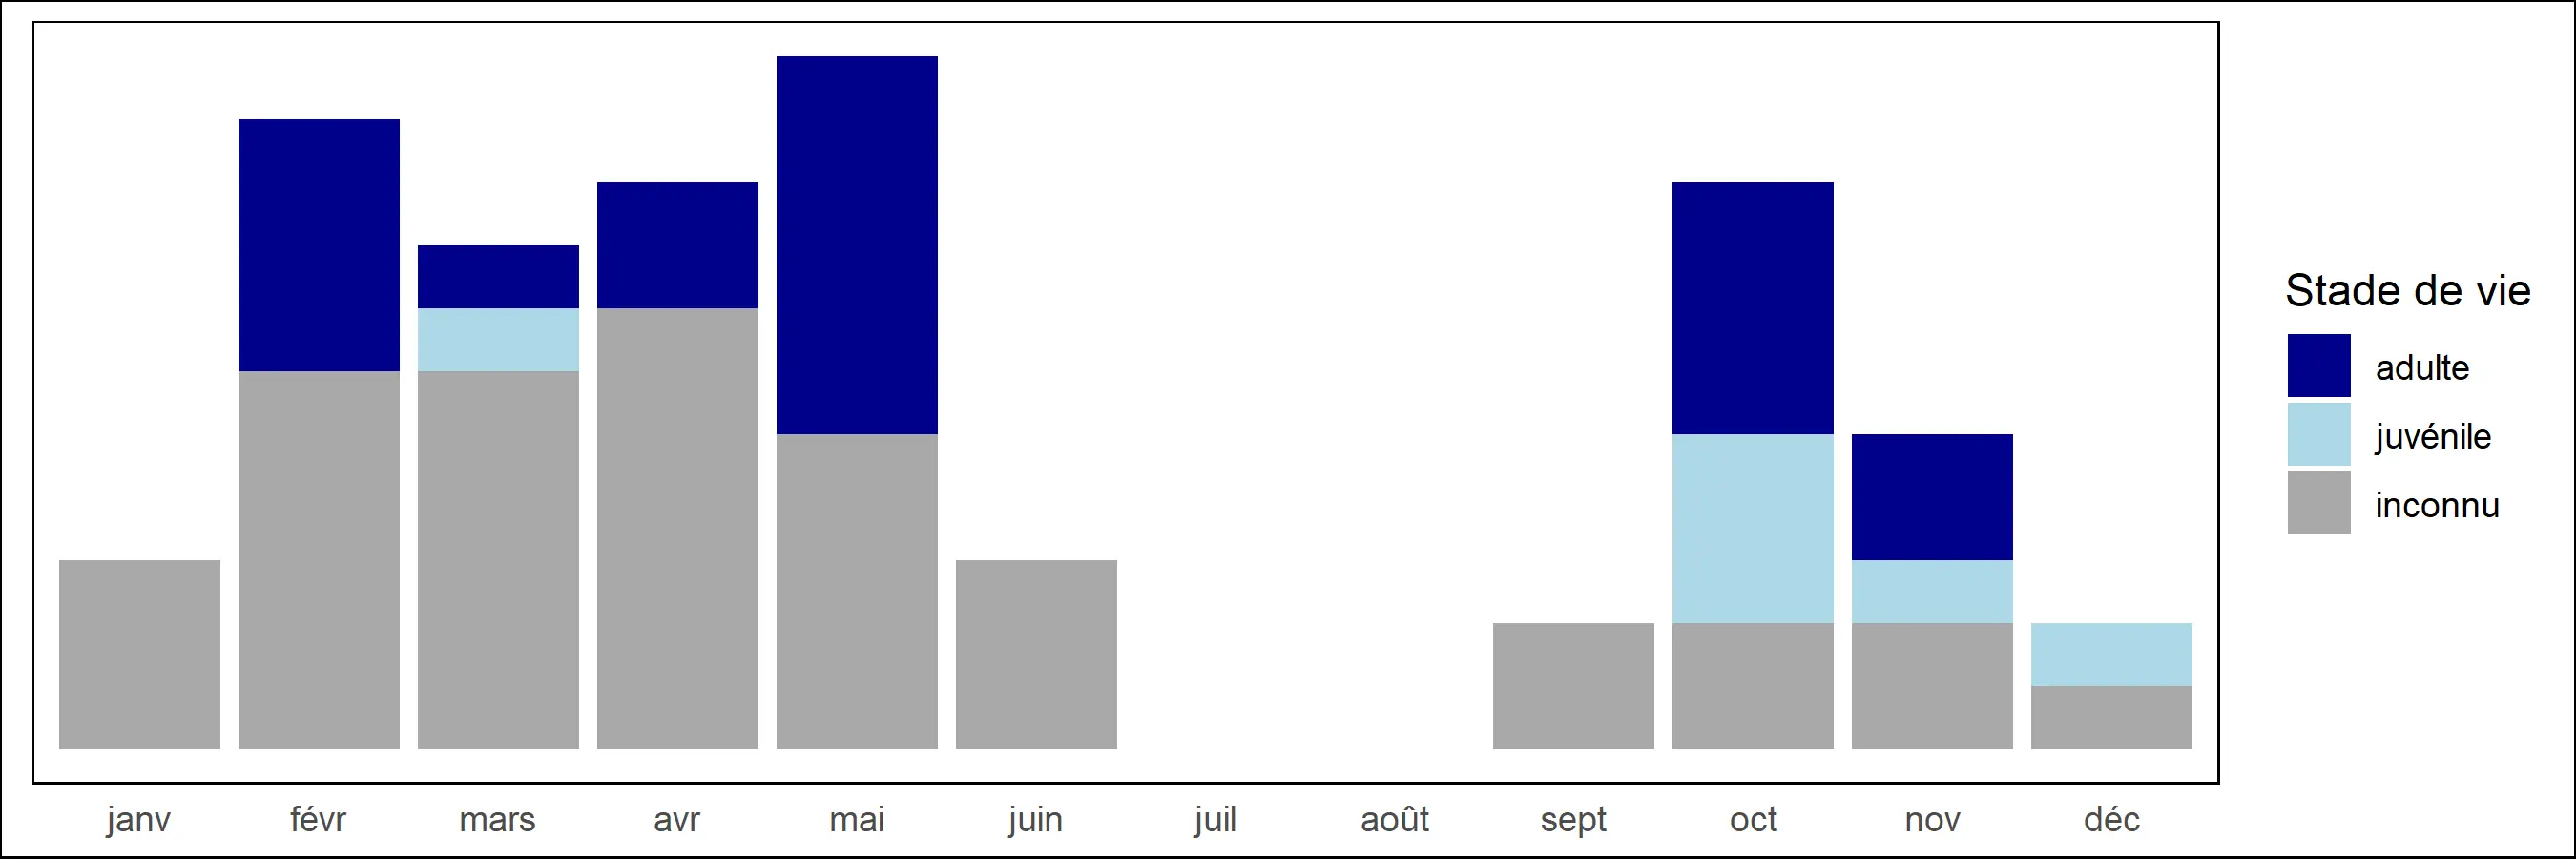 Stade de vie
adulte
juvénile
inconnu
janv févr mars avr mai juin juil août sept oct nov déc